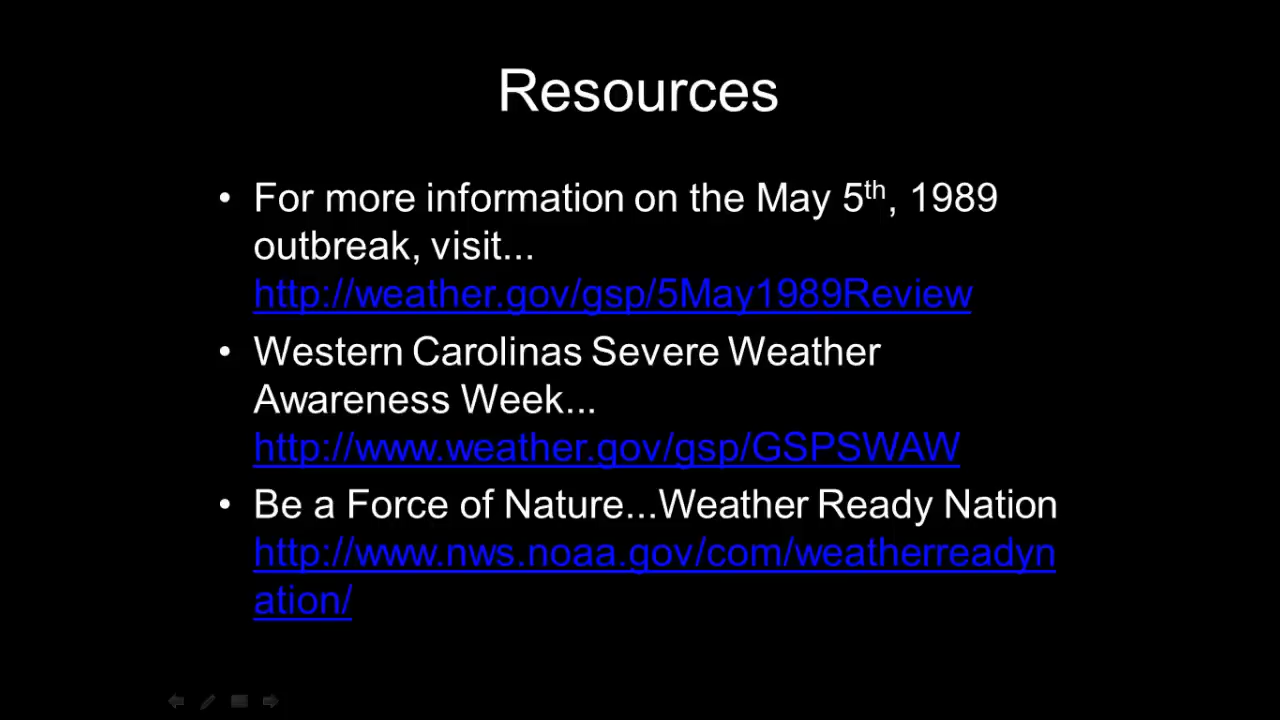 Resources
• For more information on the May 5th, 1989
outbreak, visit...
http://weather.gov/gsp/5May1989Review
• Western Carolinas Severe Weather
Awareness Week...
http://www.weather.gov/gsp/GSPSWAW
• Be a Force of Nature...Weather Ready Nation
http://www.nws.noaa.gov/com/weatherreadyn
ation/